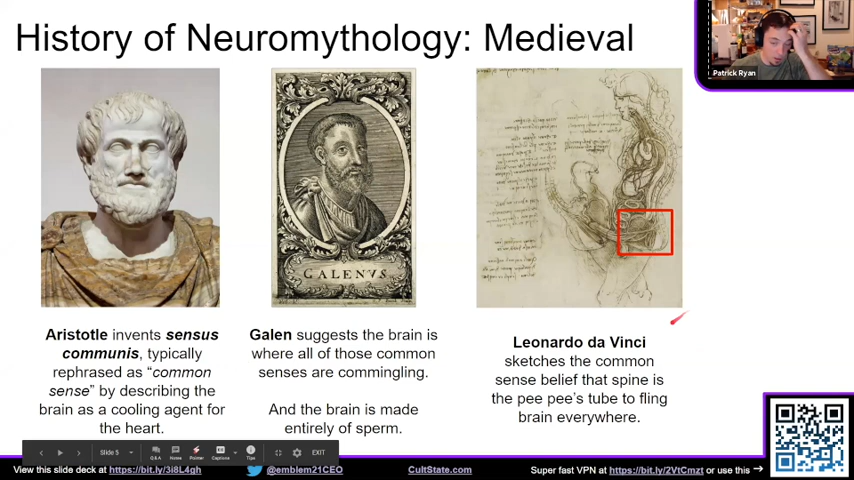 History of Neuromythology: Medieval
Patrick Ryan
GALENVS
Aristotle invents sensus
communis, typically
rephrased as “common
sense” by describing the
brain as a cooling agent for
the heart.
Galen suggests the brain is
where all of those common
senses are commingling.
And the brain is made
entirely of sperm.
Leonardo da Vinci
sketches the common
sense belief that spine is
the pee pee's tube to fling
brain everywhere.
Slide 5
Q&A
Notes
Pointer
Captions
Tips
EXIT
View this slide deck at https://bit.ly/3i8L4gh
@emblem21CEO
CultState.com
Super fast VPN at https://bit.ly/2VtCmzt or use this